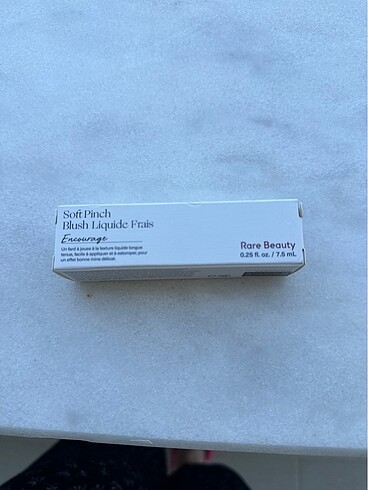 Soft Pinch
Blush Liquide Frais
Encourage
Un fard à joues à la texture liquide longue
tenue, facile à appliquer et à estomper, pour
un effet bonne mine délicat.
Rare Beauty
0.25 fl. oz. / 7.5 mL